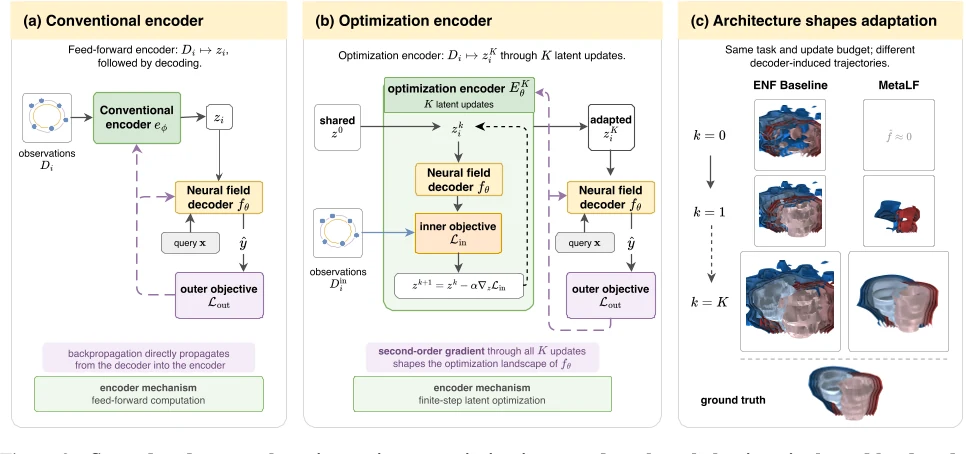 (a) Conventional encoder
Feed-forward encoder: Dᵢ ↦ zᵢ,
followed by decoding.
Conventional
encoder e_ϕ
zᵢ
observations
Dᵢ
Neural field
decoder f_θ
query x
ŷ
outer objective
ℒ_out
backpropagation directly propagates
from the decoder into the encoder
encoder mechanism
feed-forward computation
(b) Optimization encoder
Optimization encoder: Dᵢ ↦ zᵢᴷ through K latent updates.
optimization encoder E_θ^K
K latent updates
shared
z⁰
zᵢᵏ
adapted
zᵢᴷ
Neural field
decoder f_θ
inner objective
ℒ_in
observations
Dᵢ^in
zᵏ⁺¹ = zᵏ − α∇_z ℒ_in
Neural field
decoder f_θ
query x
ŷ
outer objective
ℒ_out
second-order gradient through all K updates
shapes the optimization landscape of f_θ
encoder mechanism
finite-step latent optimization
(c) Architecture shapes adaptation
Same task and update budget; different
decoder-induced trajectories.
ENF Baseline MetaLF
k = 0
f̂ ≈ 0
k = 1
k = K
ground truth